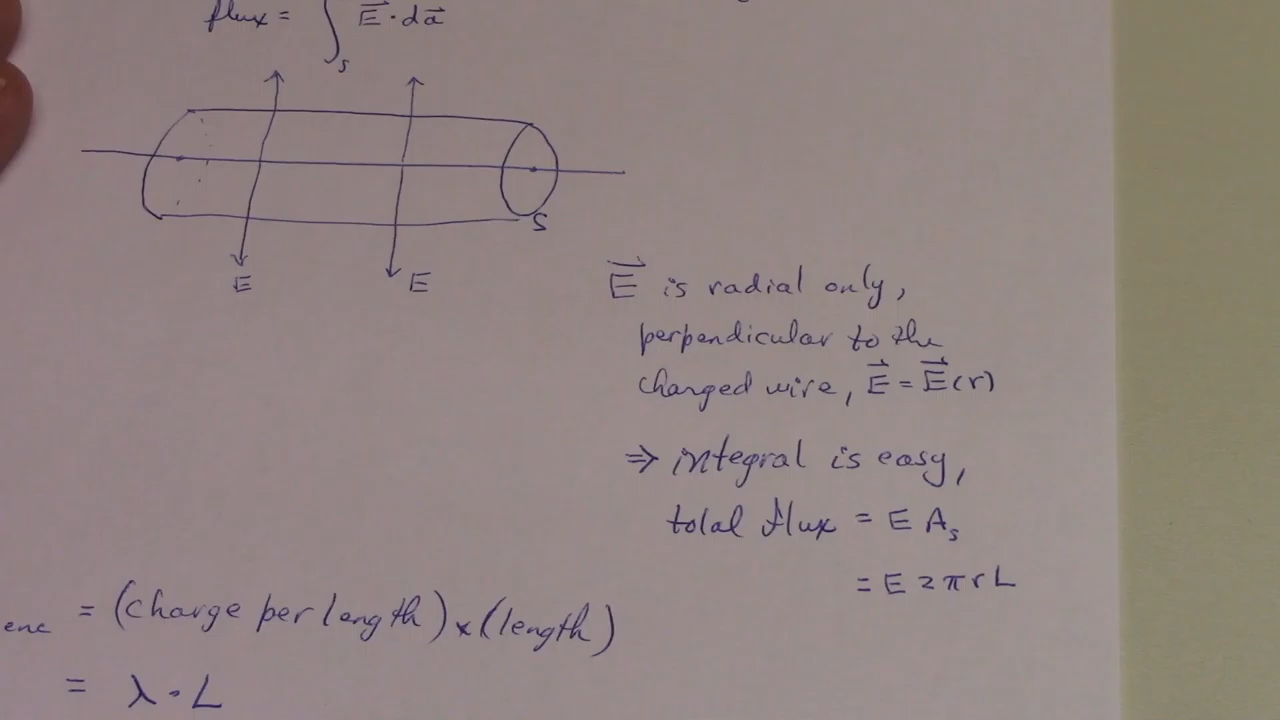 flux = ∫ₛ E⃗ · da⃗
S
E E
E⃗ is radial only,
perpendicular to the
charged wire, E⃗ = E⃗(r)
⇒ integral is easy,
total flux = E Aₛ
= E 2πrL
enc = (charge per length) × (length)
= λ · L